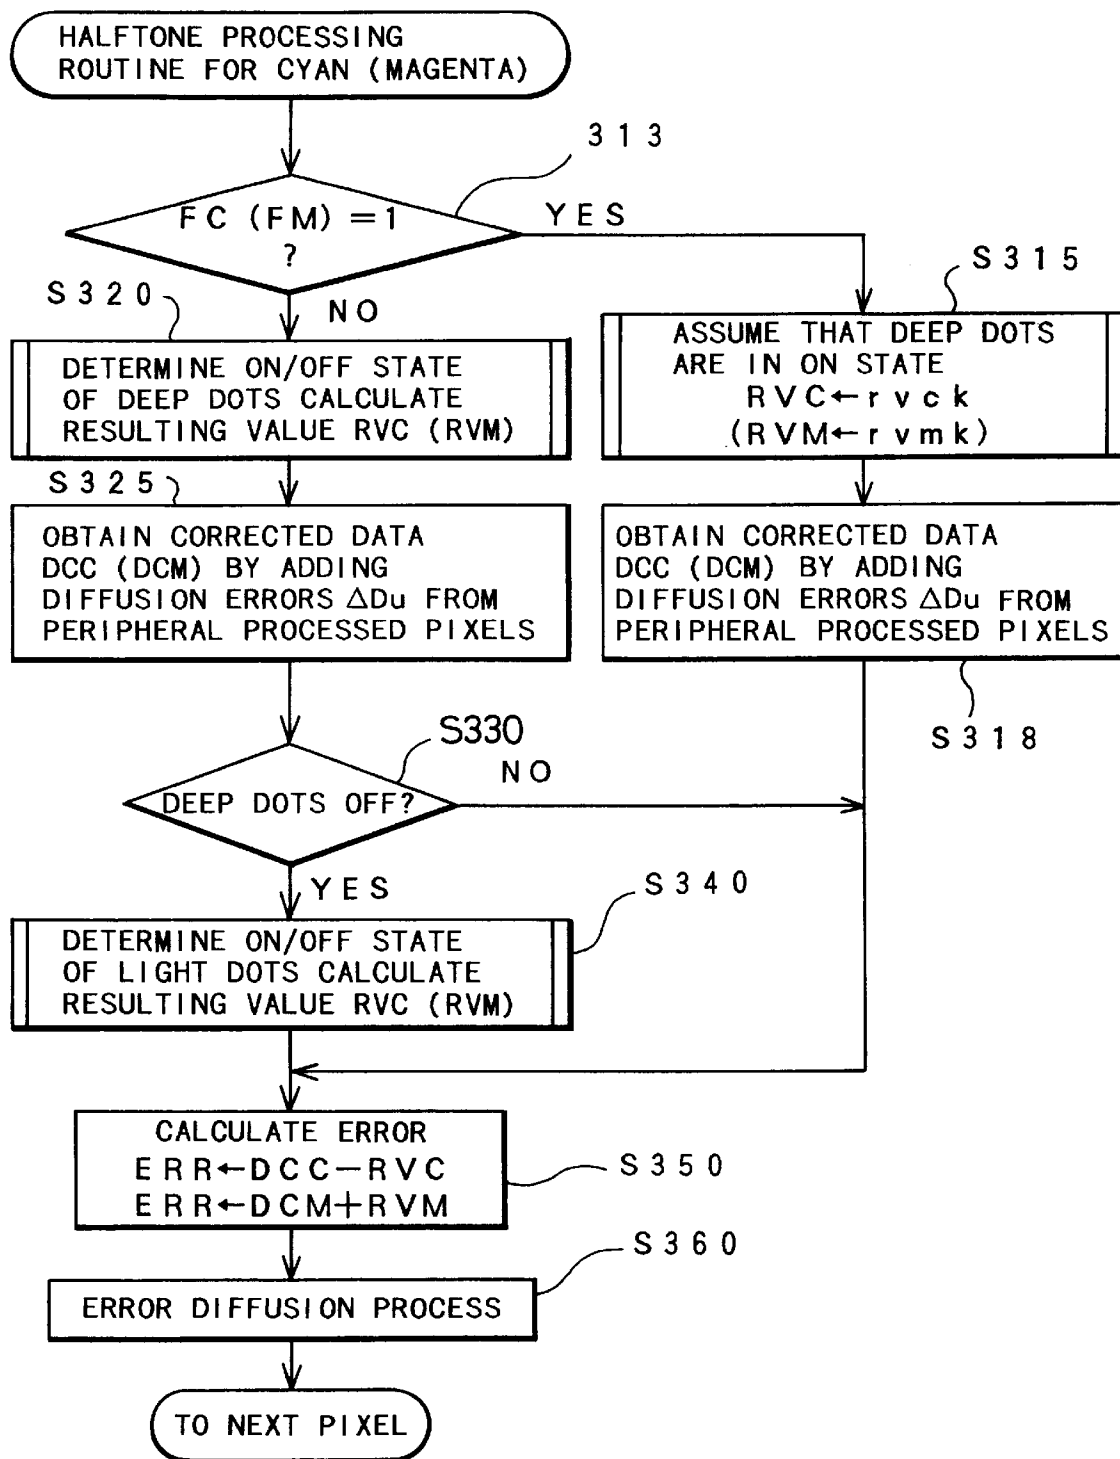 HALFTONE PROCESSING
ROUTINE FOR CYAN (MAGENTA)
313
FC (FM) =1
?
YES
NO
S315
ASSUME THAT DEEP DOTS
ARE IN ON STATE
RVC←rvck
(RVM←rvmk)
S320
DETERMINE ON/OFF STATE
OF DEEP DOTS CALCULATE
RESULTING VALUE RVC (RVM)
S325
OBTAIN CORRECTED DATA
DCC (DCM) BY ADDING
DIFFUSION ERRORS ΔDu FROM
PERIPHERAL PROCESSED PIXELS
OBTAIN CORRECTED DATA
DCC (DCM) BY ADDING
DIFFUSION ERRORS ΔDu FROM
PERIPHERAL PROCESSED PIXELS
S318
S330
NO
DEEP DOTS OFF?
YES
S340
DETERMINE ON/OFF STATE
OF LIGHT DOTS CALCULATE
RESULTING VALUE RVC (RVM)
CALCULATE ERROR
ERR←DCC−RVC
ERR←DCM+RVM
S350
S360
ERROR DIFFUSION PROCESS
TO NEXT PIXEL